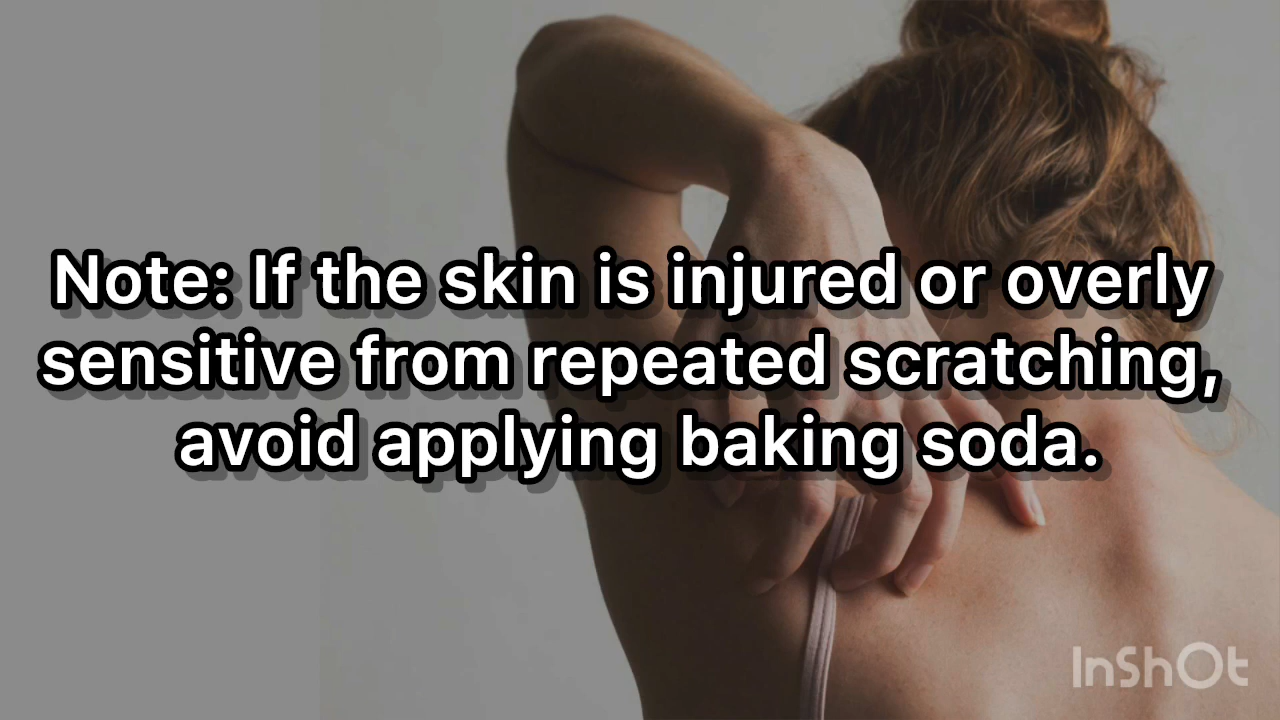 Note: If the skin is injured or overly
sensitive from repeated scratching,
avoid applying baking soda.
InShOt